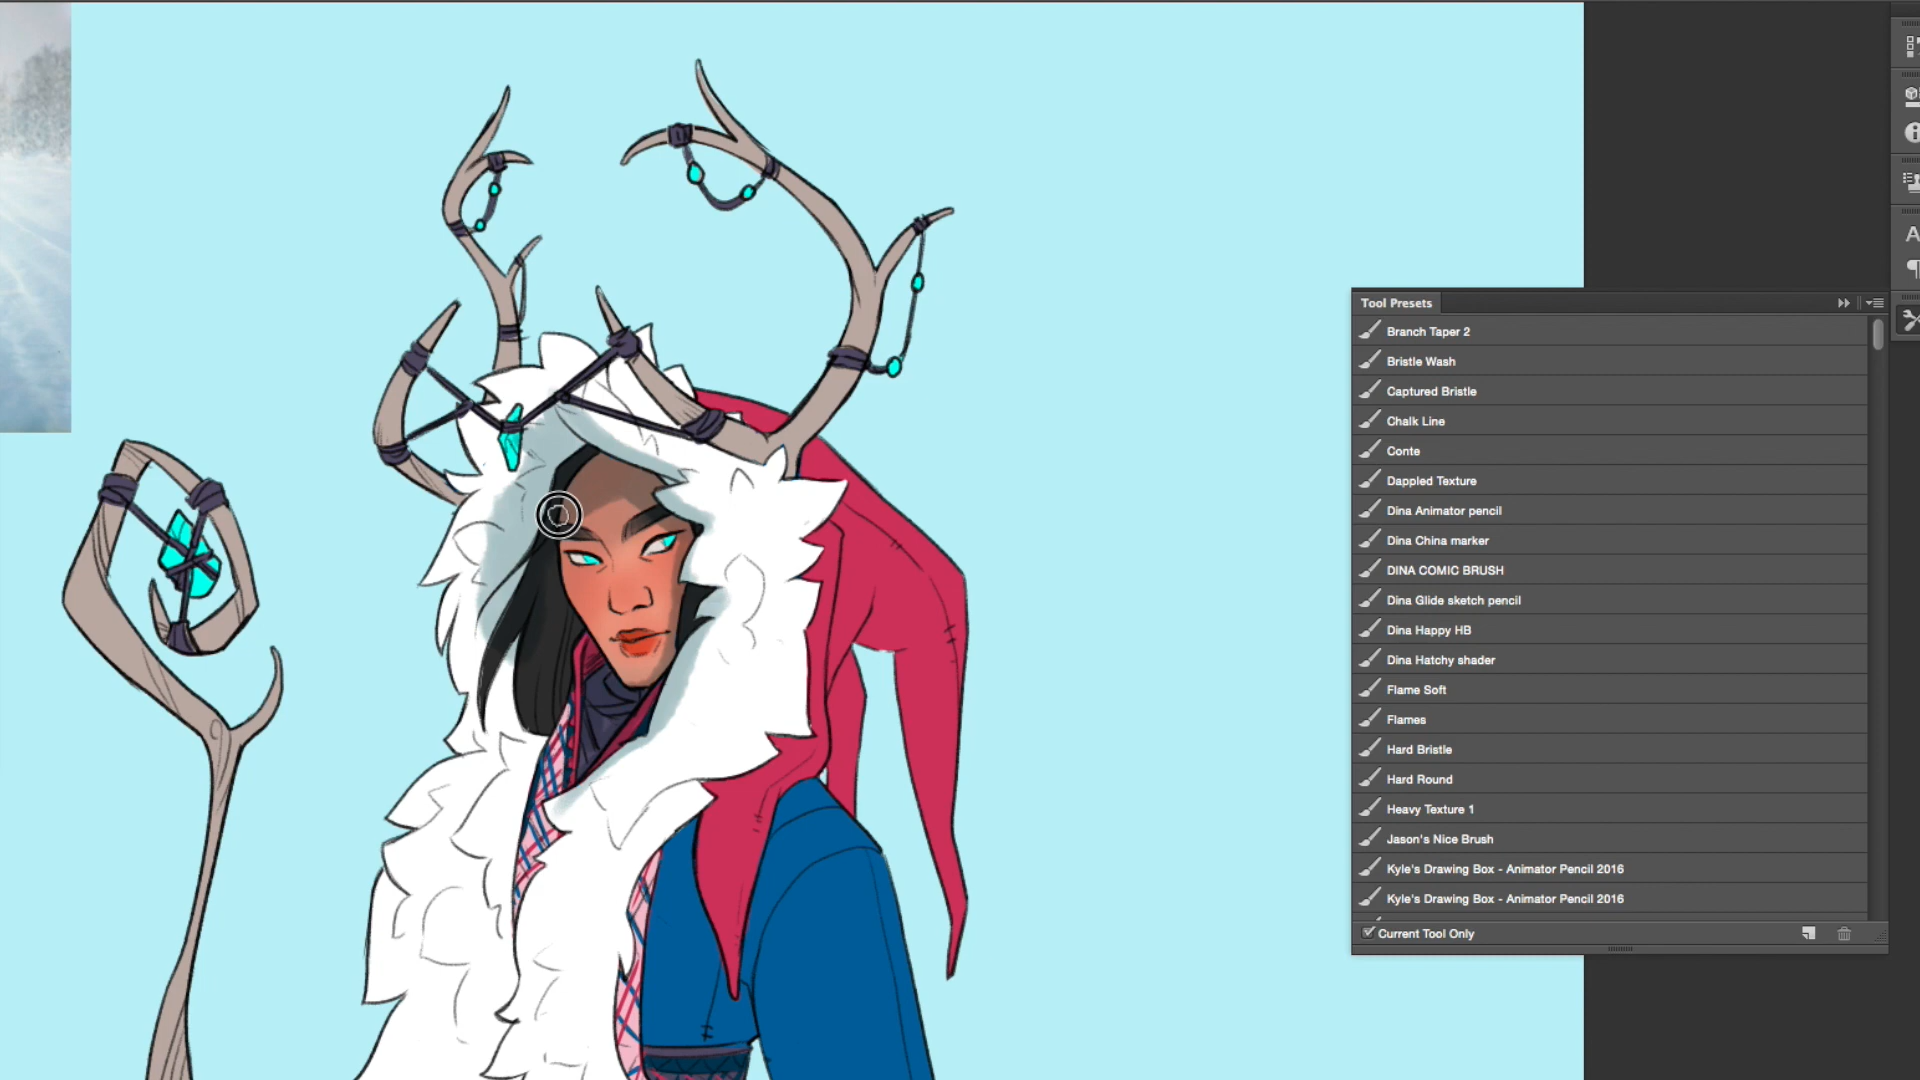 Tool Presets
Branch Taper 2
Bristle Wash
Captured Bristle
Chalk Line
Conte
Dappled Texture
Dina Animator pencil
Dina China marker
DINA COMIC BRUSH
Dina Glide sketch pencil
Dina Happy HB
Dina Hatchy shader
Flame Soft
Flames
Hard Bristle
Hard Round
Heavy Texture 1
Jason's Nice Brush
Kyle's Drawing Box - Animator Pencil 2016
Kyle's Drawing Box - Animator Pencil 2016
Current Tool Only